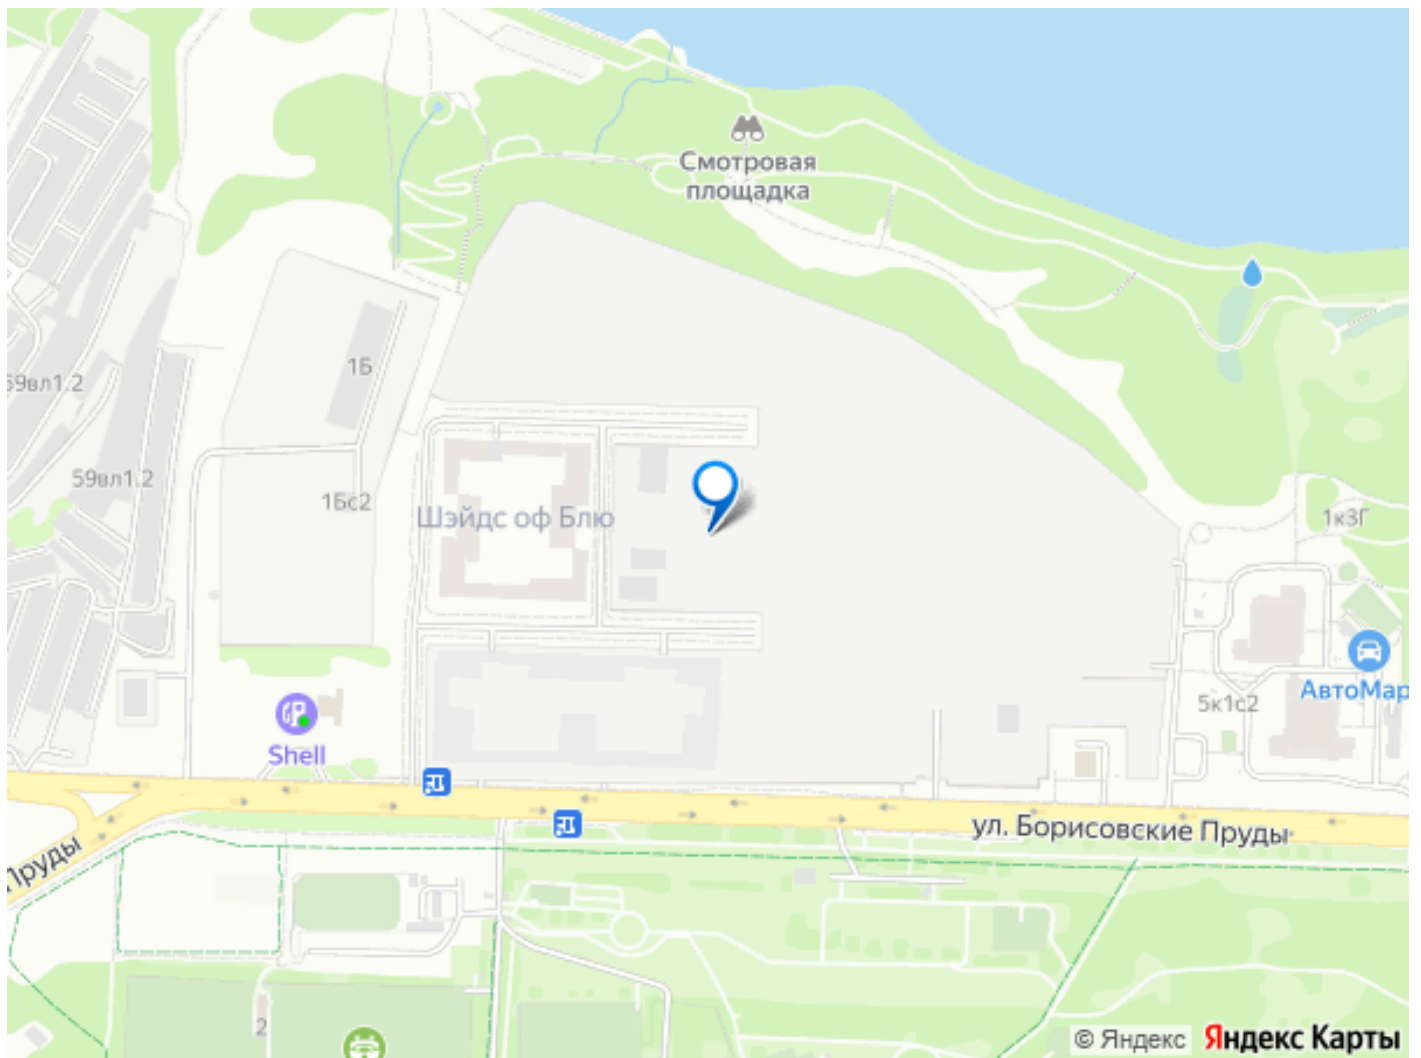 Смотровая
площадка
1Б
59вл1.2
59вл1.2
1Бс2
Шэйдс оф Блю
1к3Г
АвтоМар
5к1с2
Shell
ул. Борисовские Пруды
Пруды
2
© Яндекс Яндекс Карты